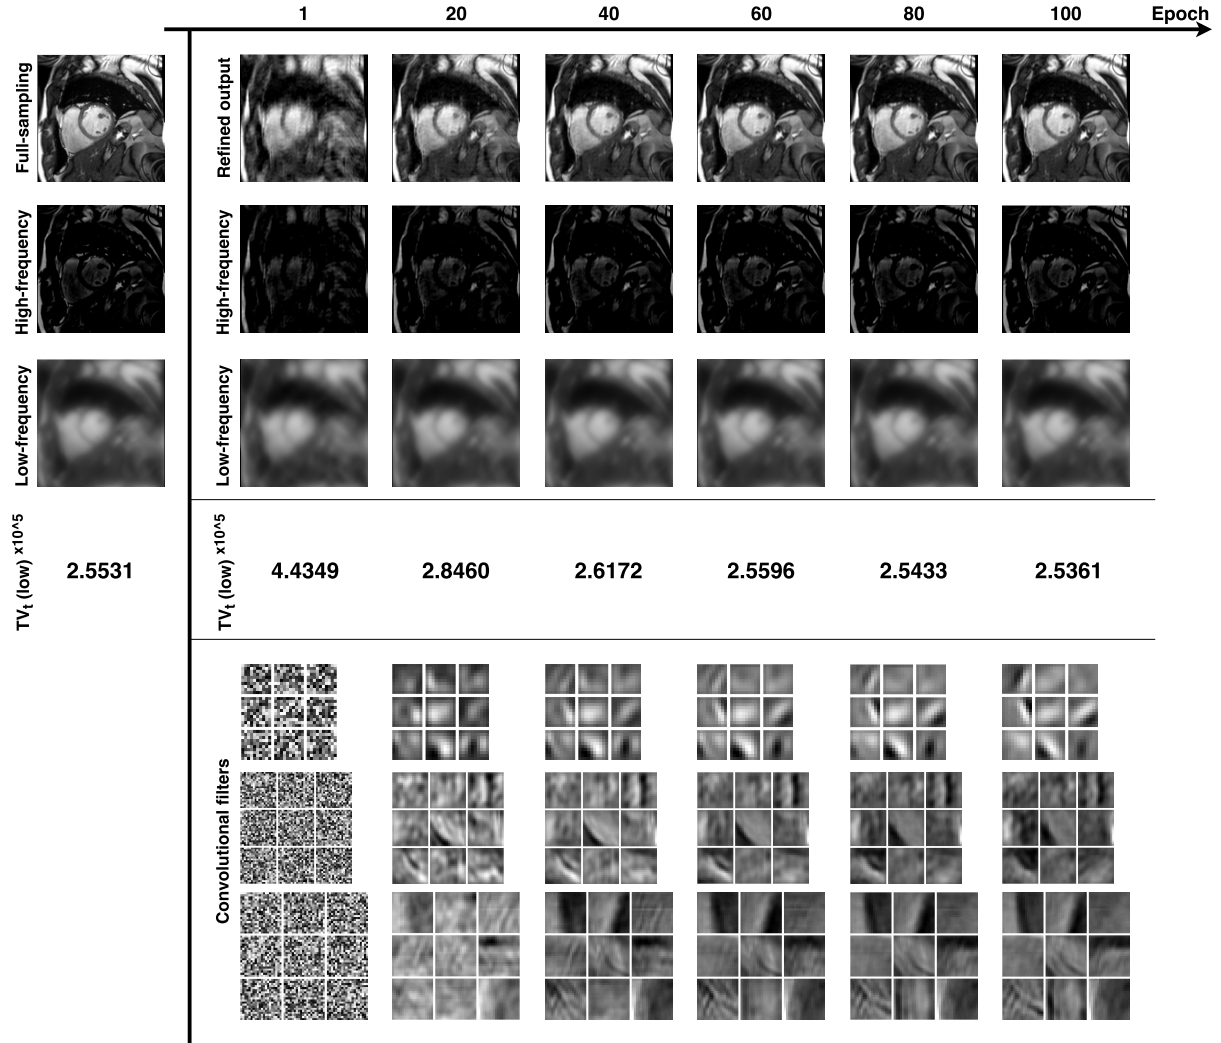 1 20 40 60 80 100 Epoch
Full-sampling
Refined output
High-frequency
High-frequency
Low-frequency
Low-frequency
TVt (low) x10^5
2.5531
TVt (low) x10^5
4.4349 2.8460 2.6172 2.5596 2.5433 2.5361
Convolutional filters